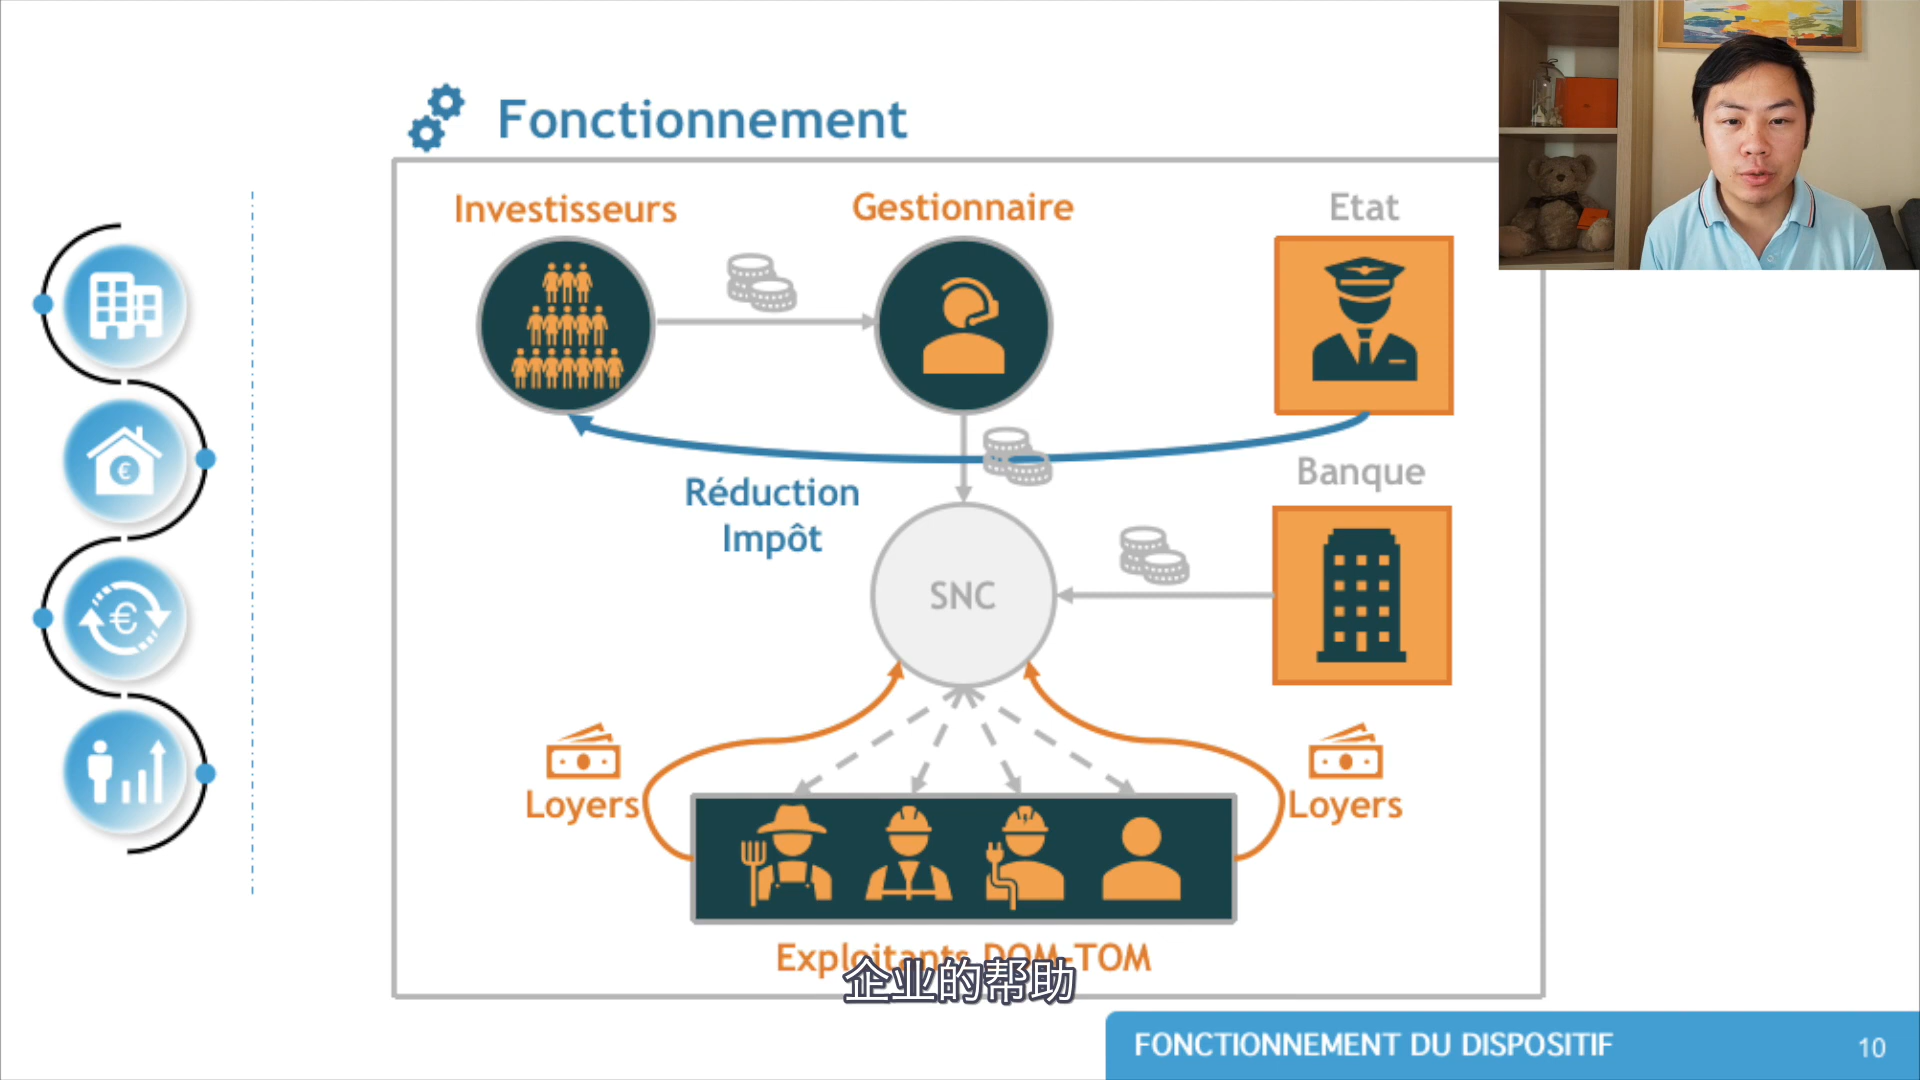 Fonctionnement
Investisseurs
Gestionnaire
Etat
Réduction
Impôt
Banque
SNC
Loyers
Loyers
Exploitants DOM-TOM
企业的帮助
FONCTIONNEMENT DU DISPOSITIF
10